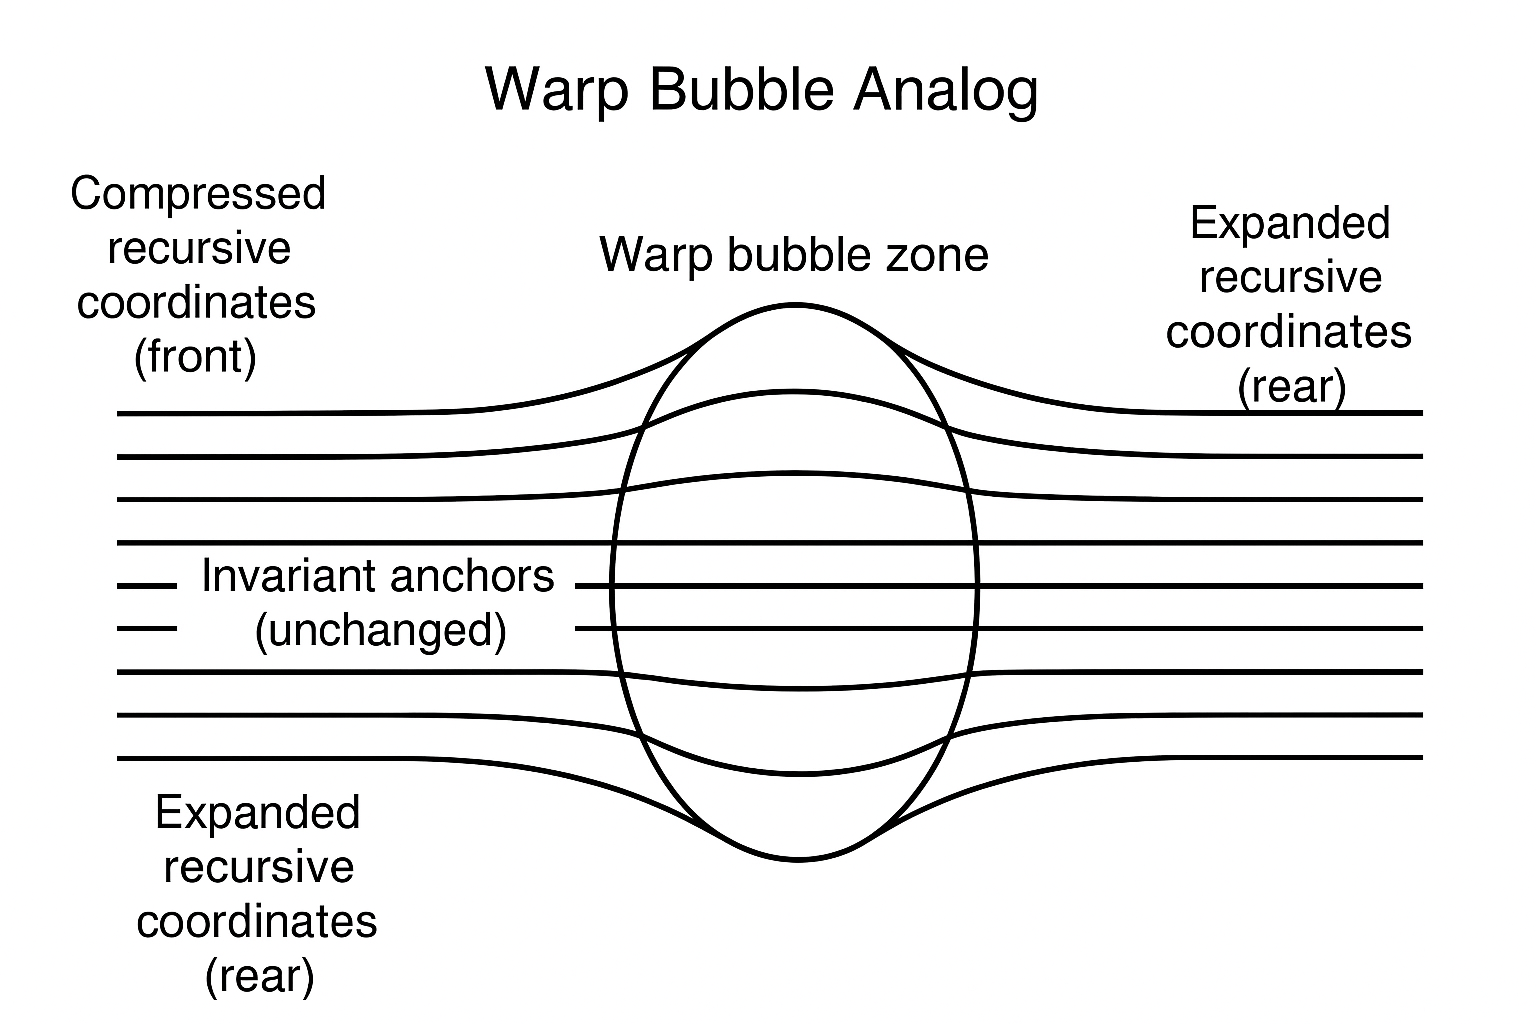 Warp Bubble Analog
Compressed
recursive
coordinates
(front)
Warp bubble zone
Expanded
recursive
coordinates
(rear)
Invariant anchors
(unchanged)
Expanded
recursive
coordinates
(rear)